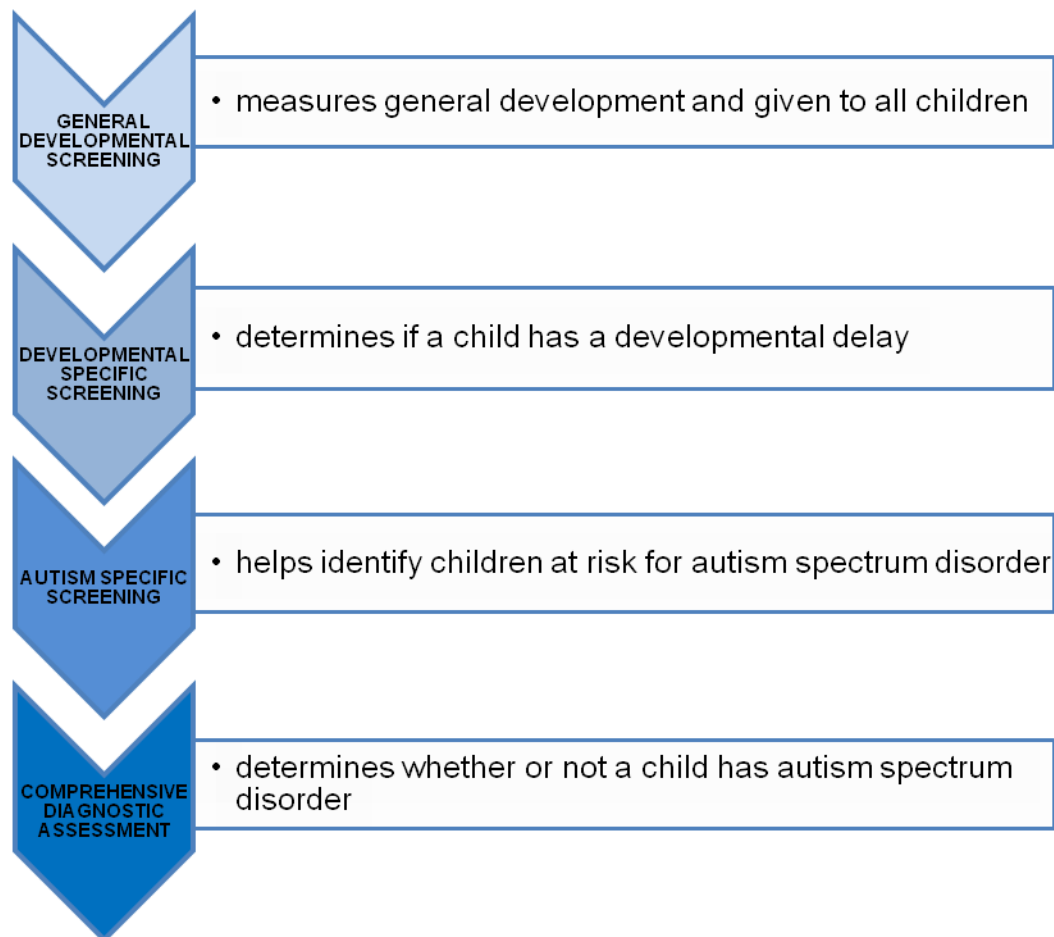 GENERAL
DEVELOPMENTAL
SCREENING
• measures general development and given to all children
DEVELOPMENTAL
SPECIFIC
SCREENING
• determines if a child has a developmental delay
AUTISM SPECIFIC
SCREENING
• helps identify children at risk for autism spectrum disorder
COMPREHENSIVE
DIAGNOSTIC
ASSESSMENT
• determines whether or not a child has autism spectrum
disorder